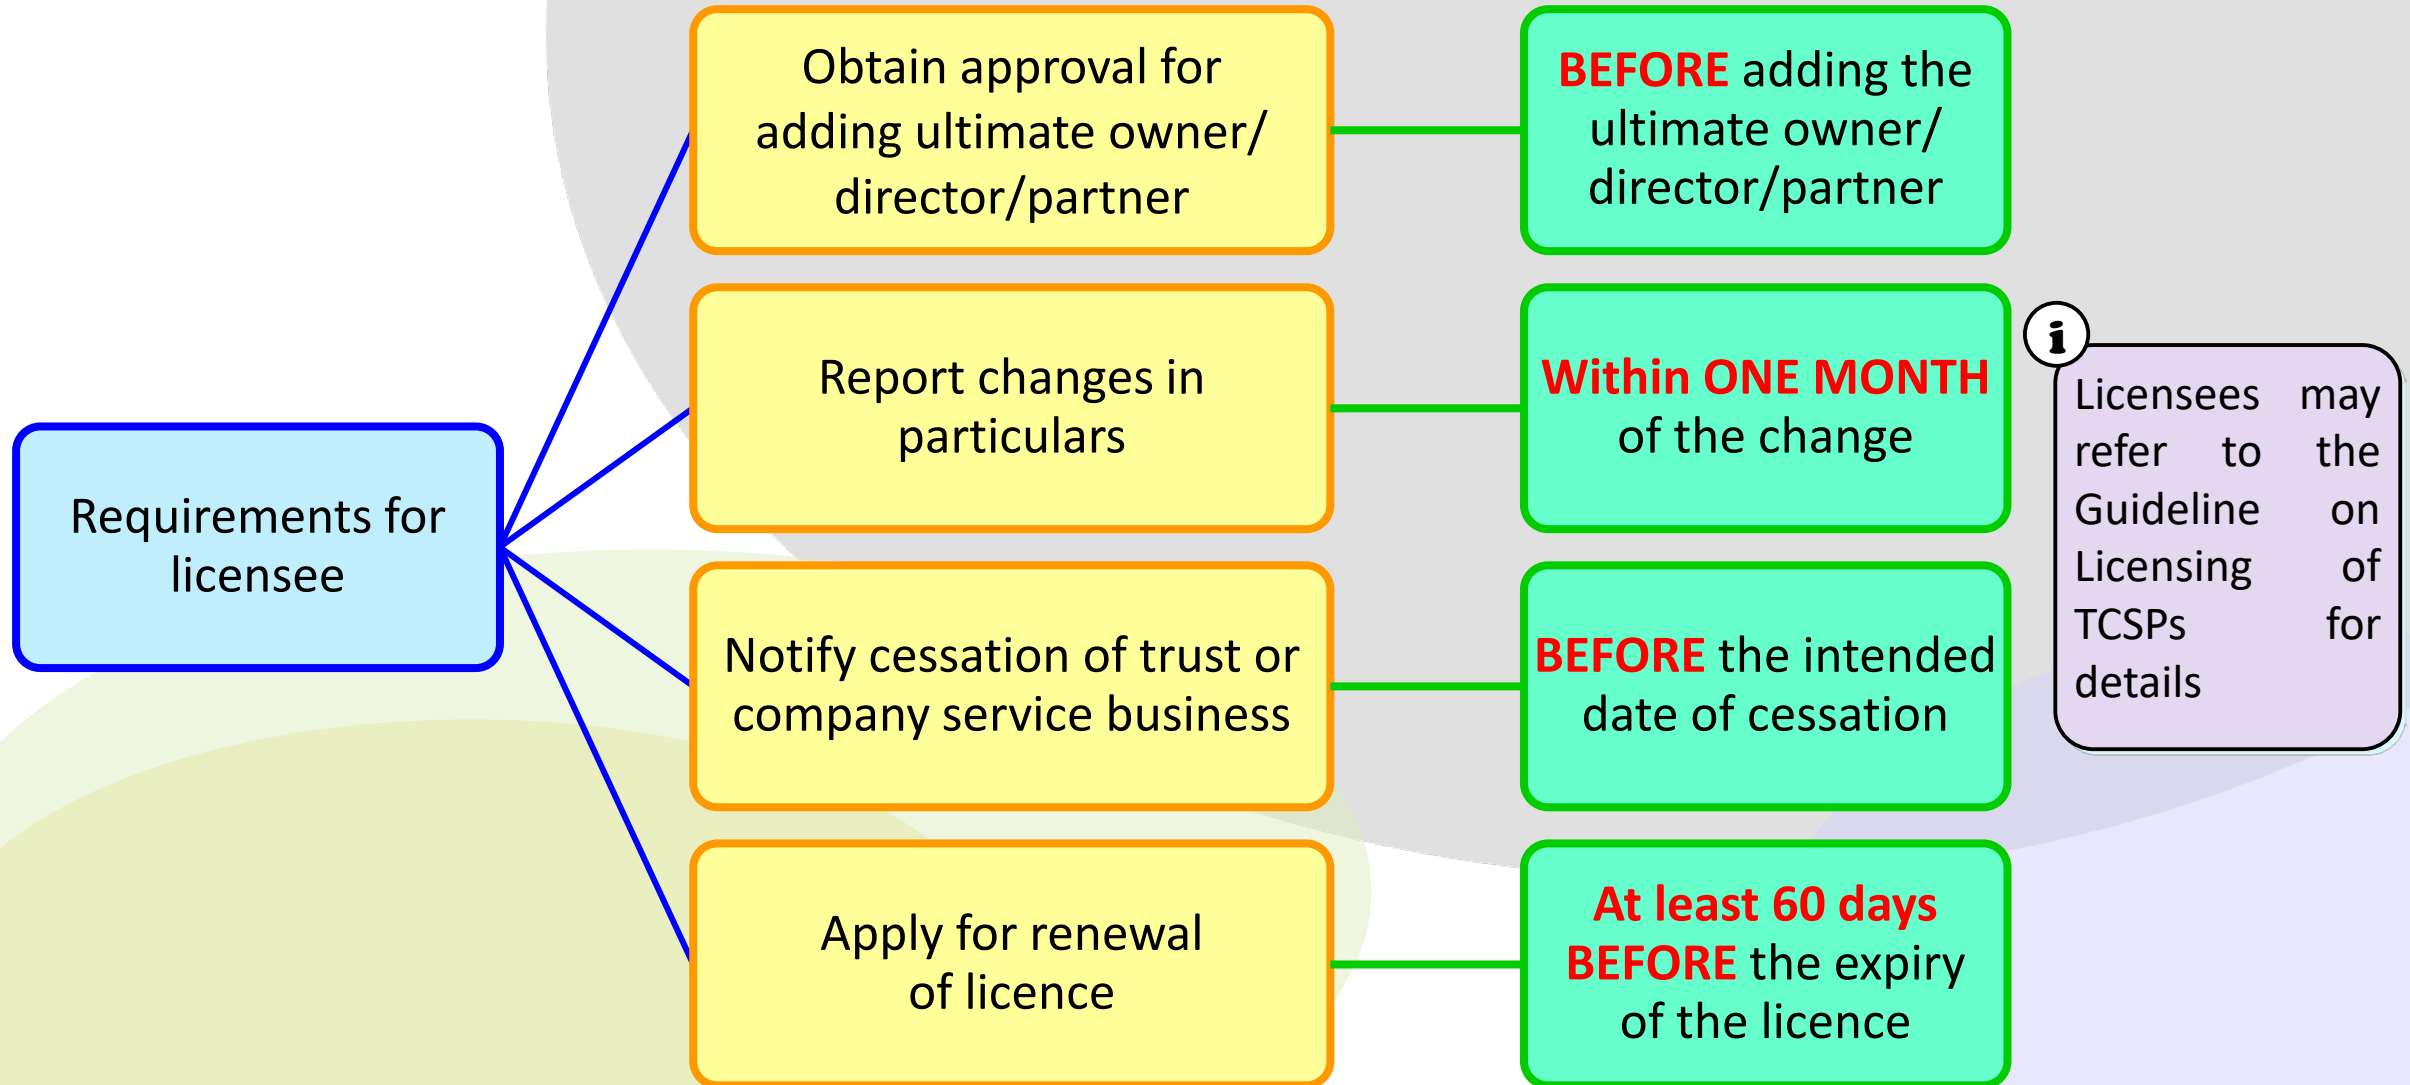 Requirements for
licensee
Obtain approval for
adding ultimate owner/
director/partner
BEFORE adding the
ultimate owner/
director/partner
Report changes in
particulars
Within ONE MONTH
of the change
Notify cessation of trust or
company service business
BEFORE the intended
date of cessation
Apply for renewal
of licence
At least 60 days
BEFORE the expiry
of the licence
i
Licensees may
refer to the
Guideline on
Licensing of
TCSPs for
details